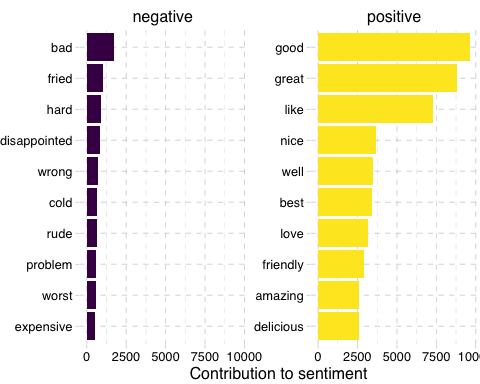 negative
bad
fried
hard
disappointed
wrong
cold
rude
problem
worst
expensive
0 2500 5000 7500 10000
positive
good
great
like
nice
well
best
love
friendly
amazing
delicious
0 2500 5000 7500 1000
Contribution to sentiment